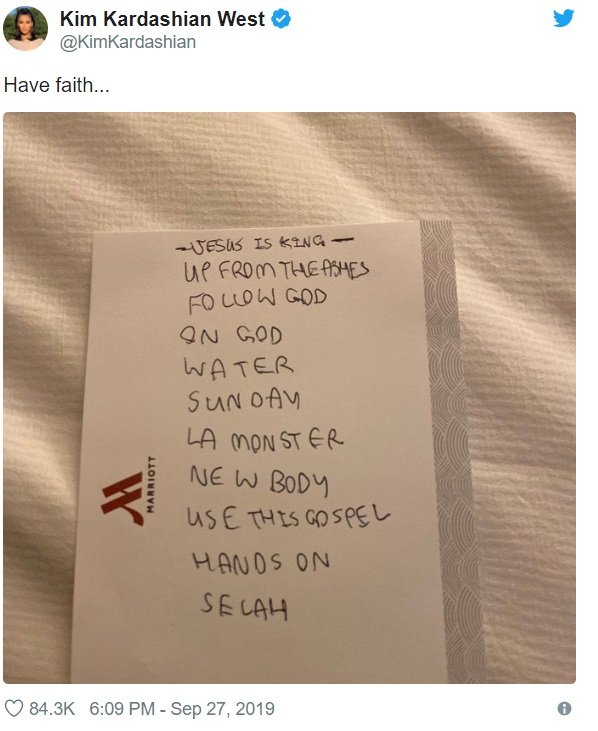 Kim Kardashian West
@KimKardashian
Have faith...
—JESUS IS KING—
UP FROM THE ASHES
FOLLOW GOD
ON GOD
WATER
SUNDAY
LA MONSTER
NEW BODY
USE THIS GOSPEL
HANDS ON
SELAH
MARRIOTT
84.3K 6:09 PM - Sep 27, 2019